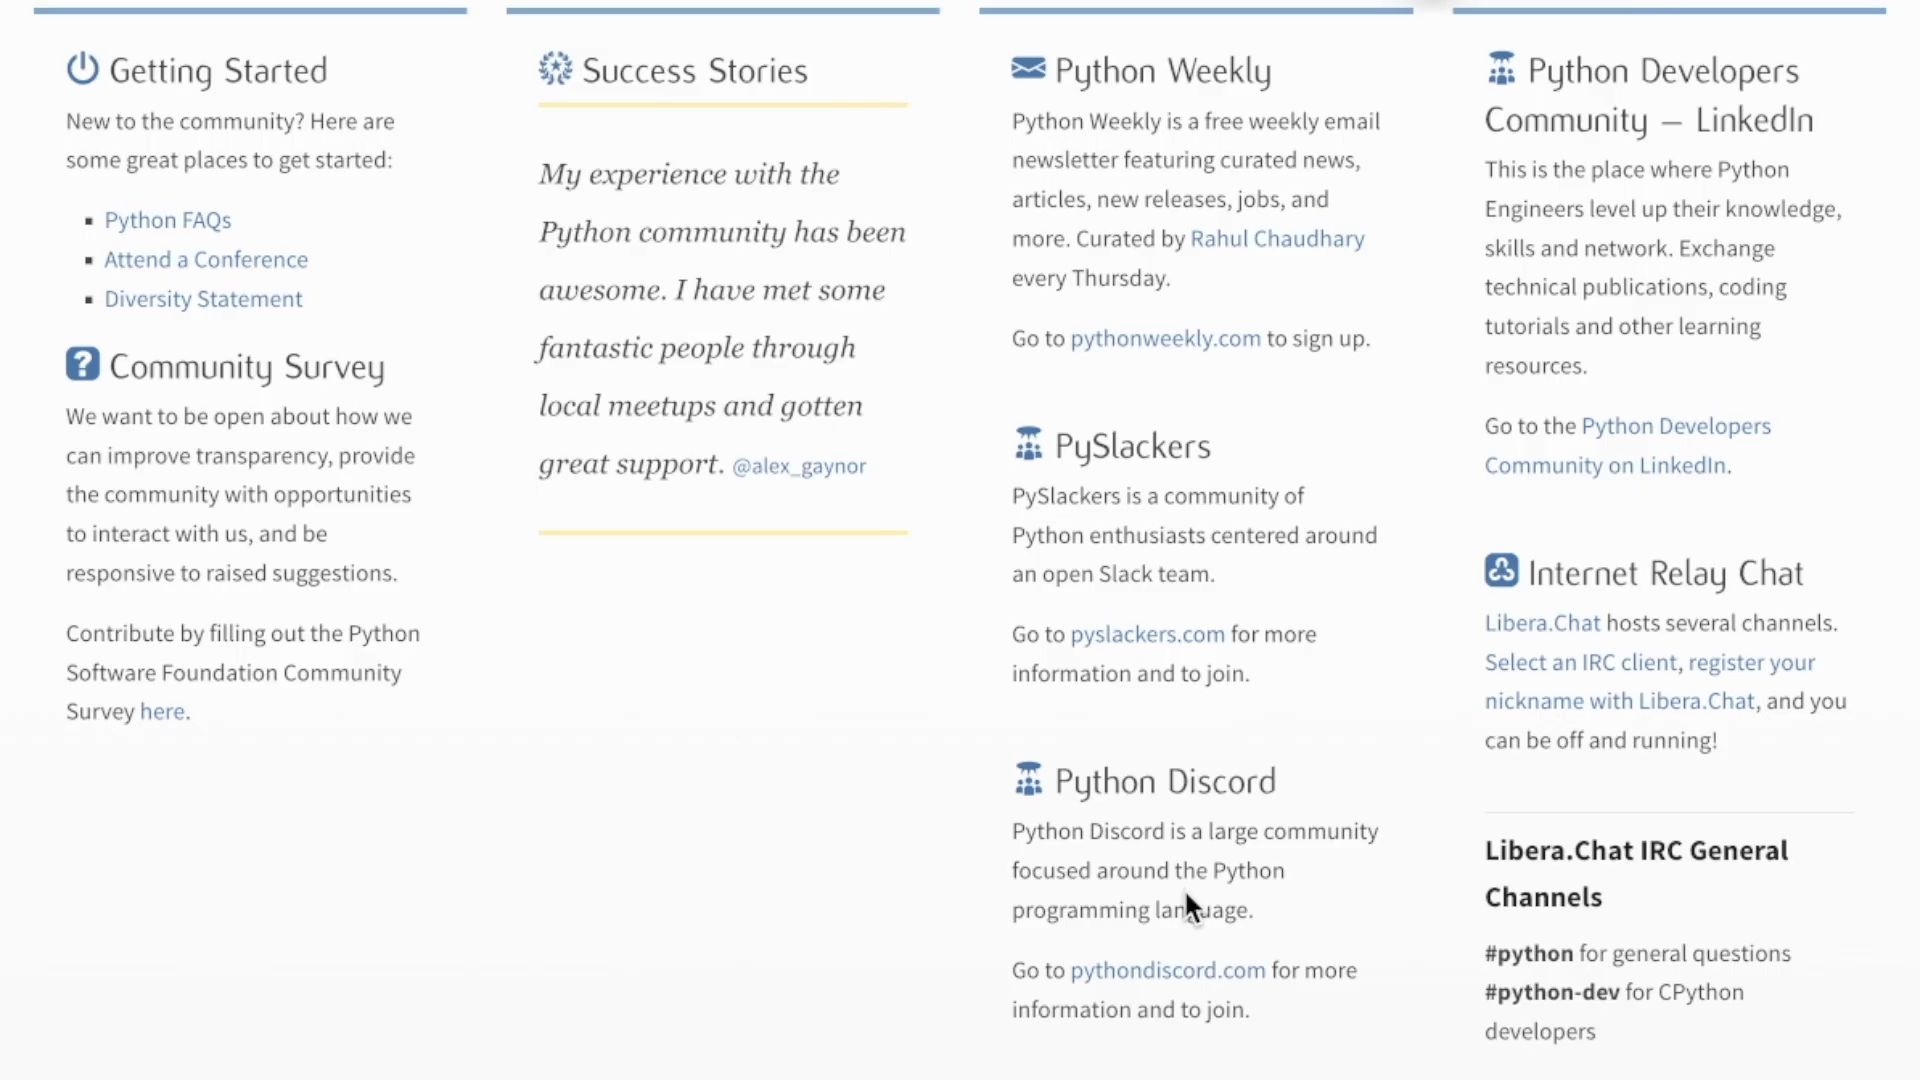 Getting Started
New to the community? Here are
some great places to get started:
Python FAQs
Attend a Conference
Diversity Statement
Community Survey
We want to be open about how we
can improve transparency, provide
the community with opportunities
to interact with us, and be
responsive to raised suggestions.
Contribute by filling out the Python
Software Foundation Community
Survey here.
Success Stories
My experience with the
Python community has been
awesome. I have met some
fantastic people through
local meetups and gotten
great support. @alex_gaynor
Python Weekly
Python Weekly is a free weekly email
newsletter featuring curated news,
articles, new releases, jobs, and
more. Curated by Rahul Chaudhary
every Thursday.
Go to pythonweekly.com to sign up.
PySlackers
PySlackers is a community of
Python enthusiasts centered around
an open Slack team.
Go to pyslackers.com for more
information and to join.
Python Discord
Python Discord is a large community
focused around the Python
programming language.
Go to pythondiscord.com for more
information and to join.
Python Developers
Community – LinkedIn
This is the place where Python
Engineers level up their knowledge,
skills and network. Exchange
technical publications, coding
tutorials and other learning
resources.
Go to the Python Developers
Community on LinkedIn.
Internet Relay Chat
Libera.Chat hosts several channels.
Select an IRC client, register your
nickname with Libera.Chat, and you
can be off and running!
Libera.Chat IRC General
Channels
#python for general questions
#python-dev for CPython
developers